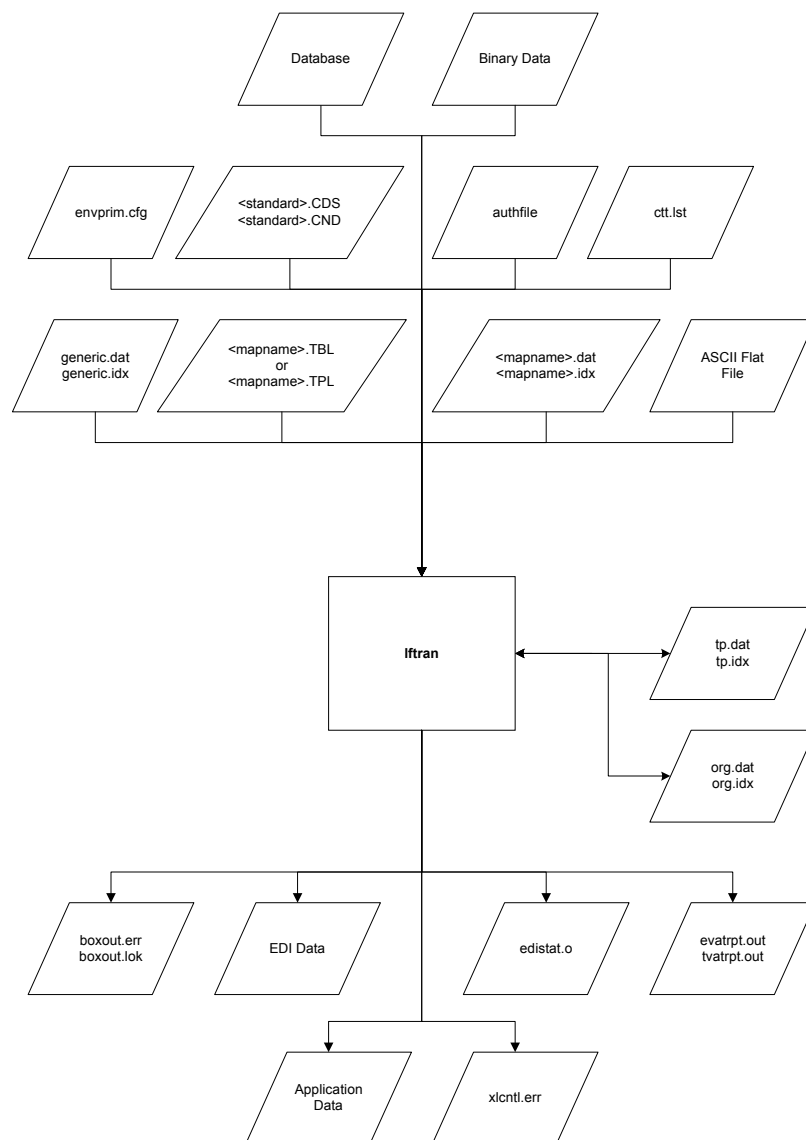 Database
Binary Data
envprim.cfg
<standard>.CDS
<standard>.CND
authfile
ctt.lst
generic.dat
generic.idx
<mapname>.TBL
or
<mapname>.TPL
<mapname>.dat
<mapname>.idx
ASCII Flat
File
lftran
tp.dat
tp.idx
org.dat
org.idx
boxout.err
boxout.lok
EDI Data
edistat.o
evatrpt.out
tvatrpt.out
Application
Data
xlcntl.err